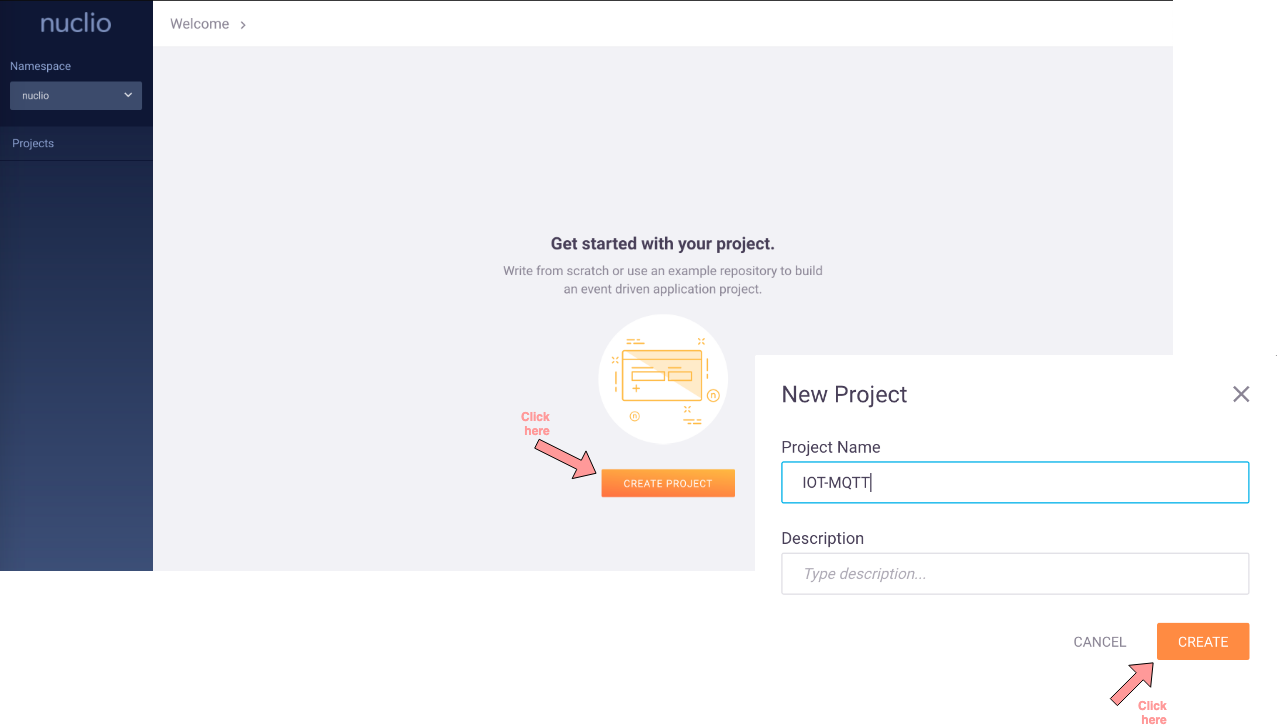 nuclio
Welcome
Namespace
nuclio
Projects
Get started with your project.
Write from scratch or use an example repository to build
an event driven application project.
Click
here
CREATE PROJECT
New Project
Project Name
IOT-MQTT
Description
Type description...
CANCEL
CREATE
Click
here